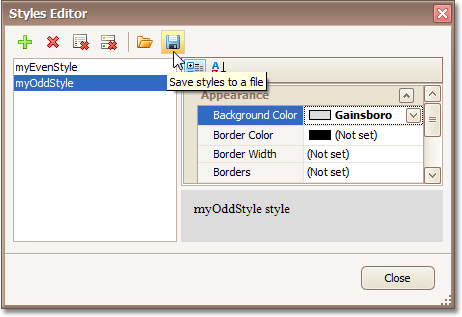 Styles Editor
myEvenStyle
myOddStyle
Save styles to a file
Appearance
Background Color Gainsboro
Border Color (Not set)
Border Width (Not set)
Borders (Not set)
myOddStyle style
Close